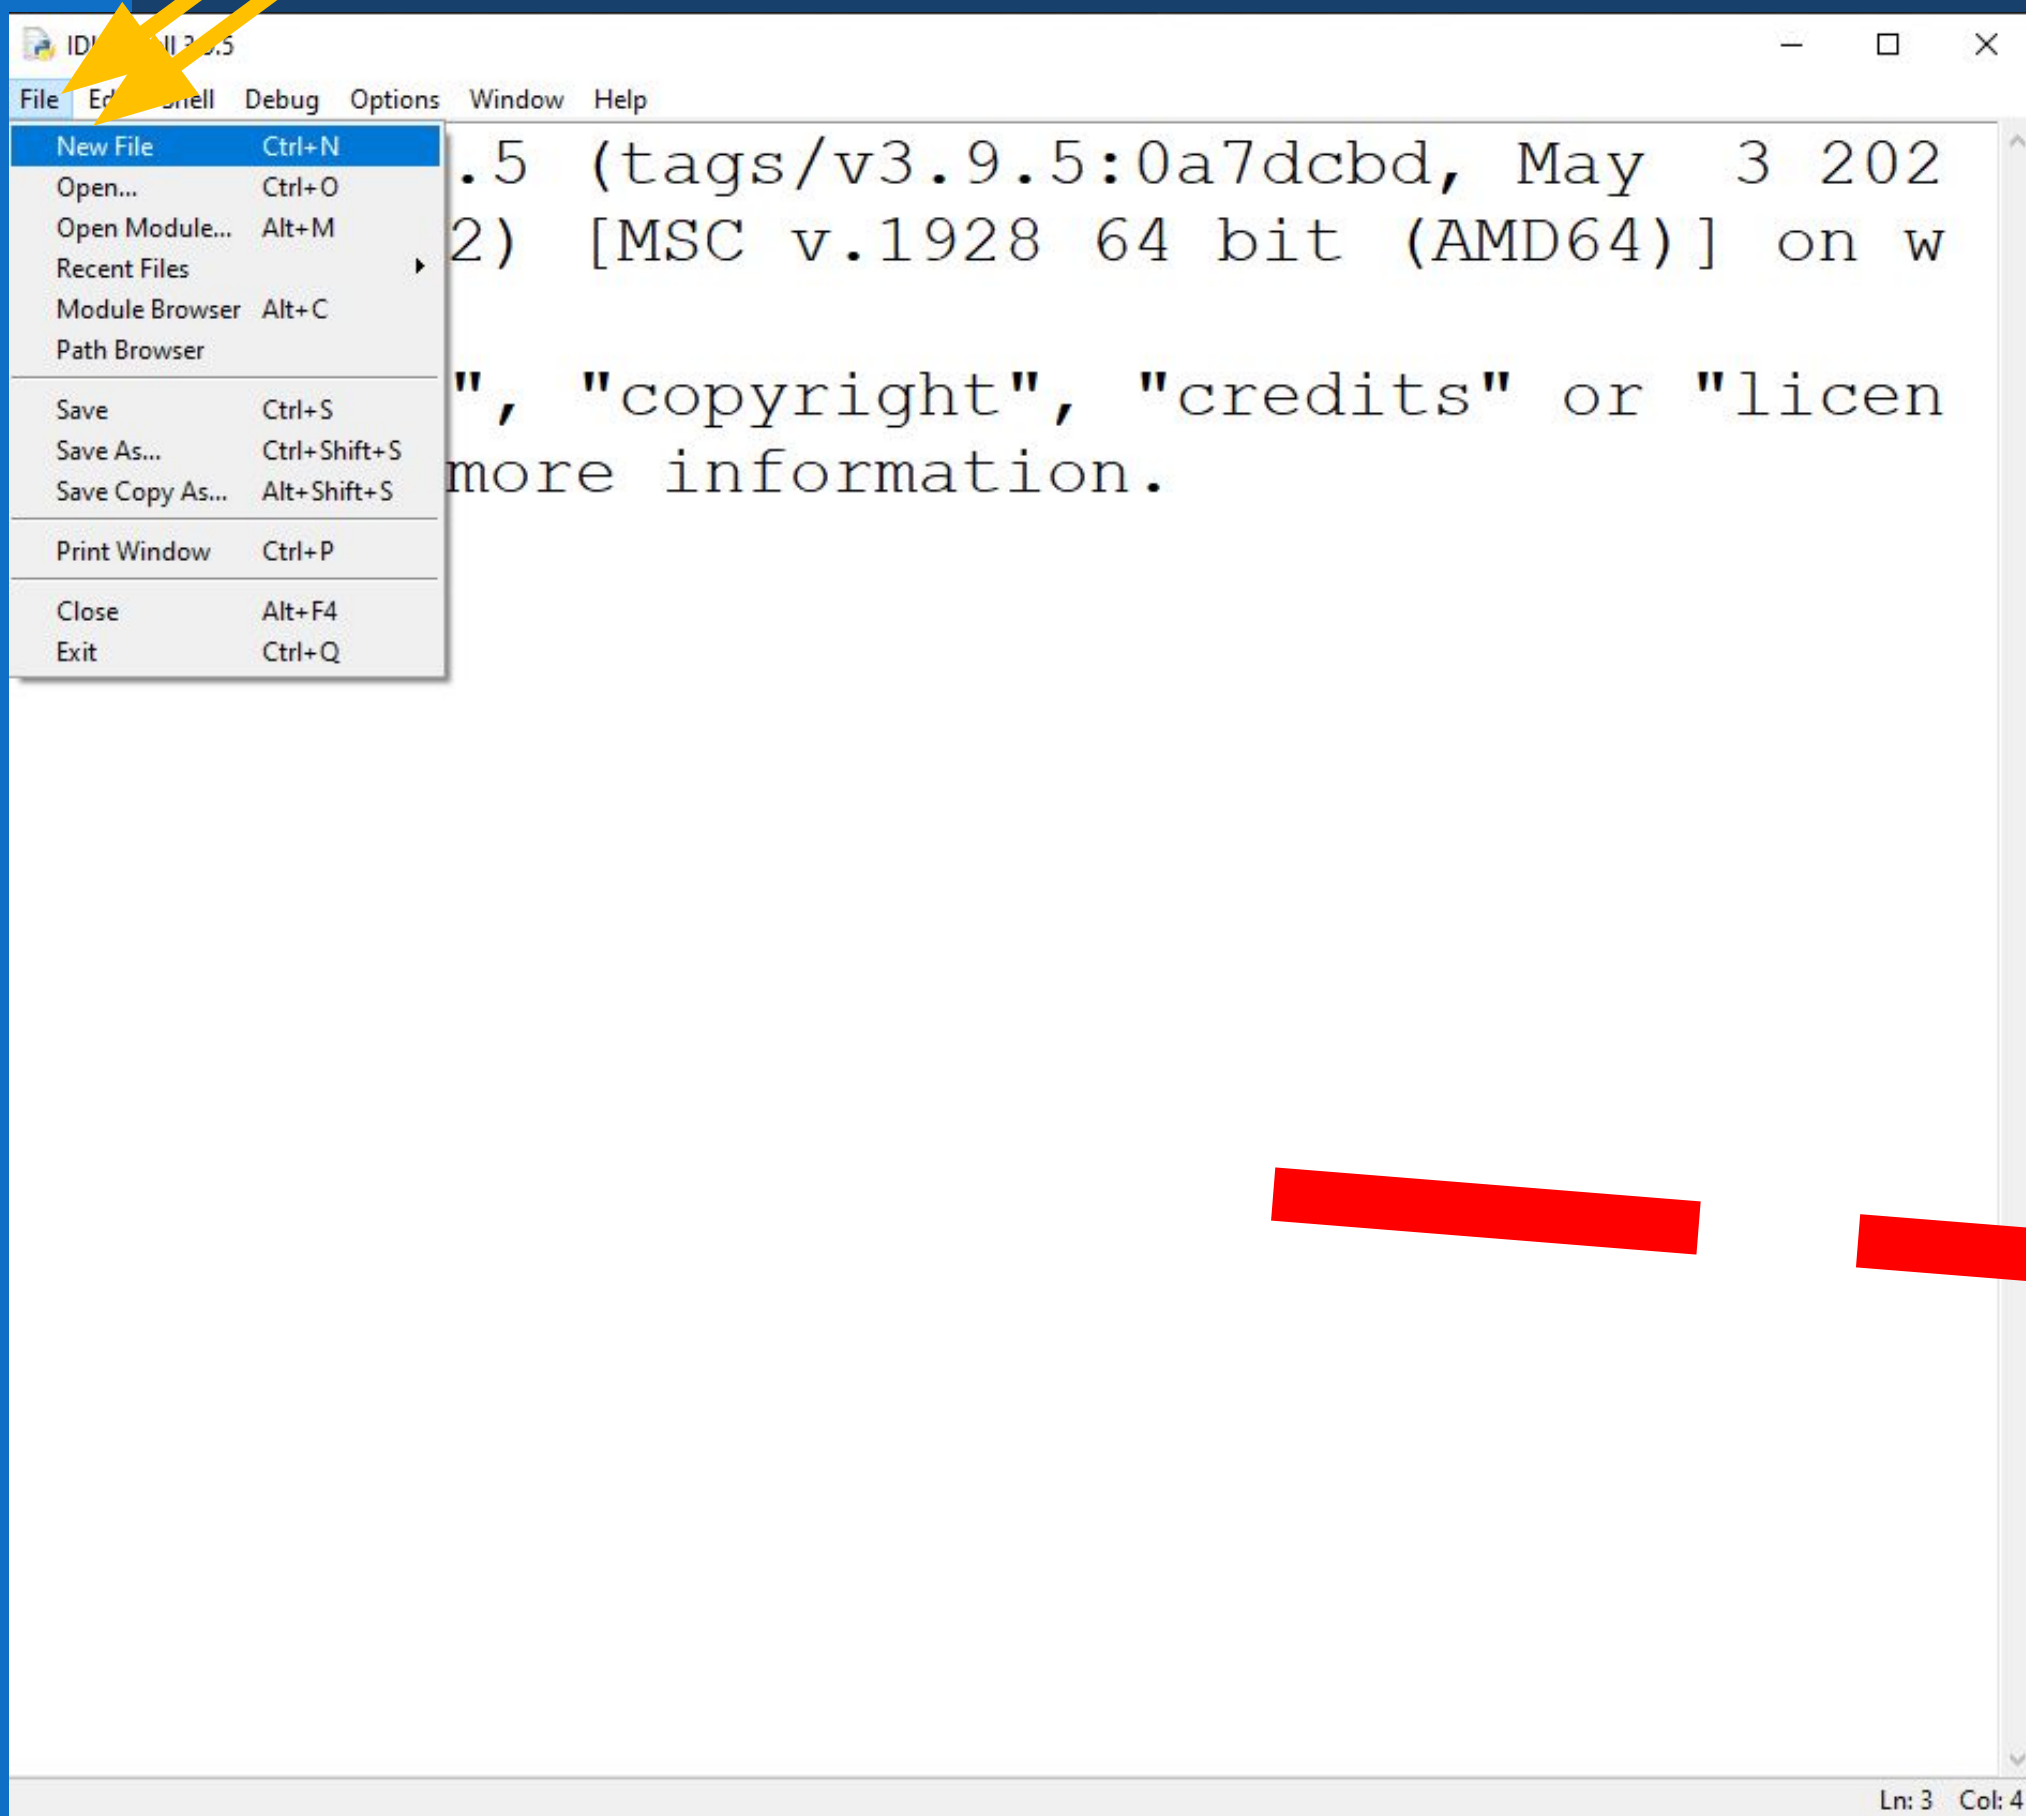 3.5
File Shell Debug Options Window Help
New File Ctrl+N
Open... Ctrl+O
Open Module... Alt+M
Recent Files
Module Browser Alt+C
Path Browser
Save Ctrl+S
Save As... Ctrl+Shift+S
Save Copy As... Alt+Shift+S
Print Window Ctrl+P
Close Alt+F4
Exit Ctrl+Q
.5 (tags/v3.9.5:0a7dcbd, May 3 202
2) [MSC v.1928 64 bit (AMD64)] on w
", "copyright", "credits" or "licen
more information.
Ln: 3 Col: 4